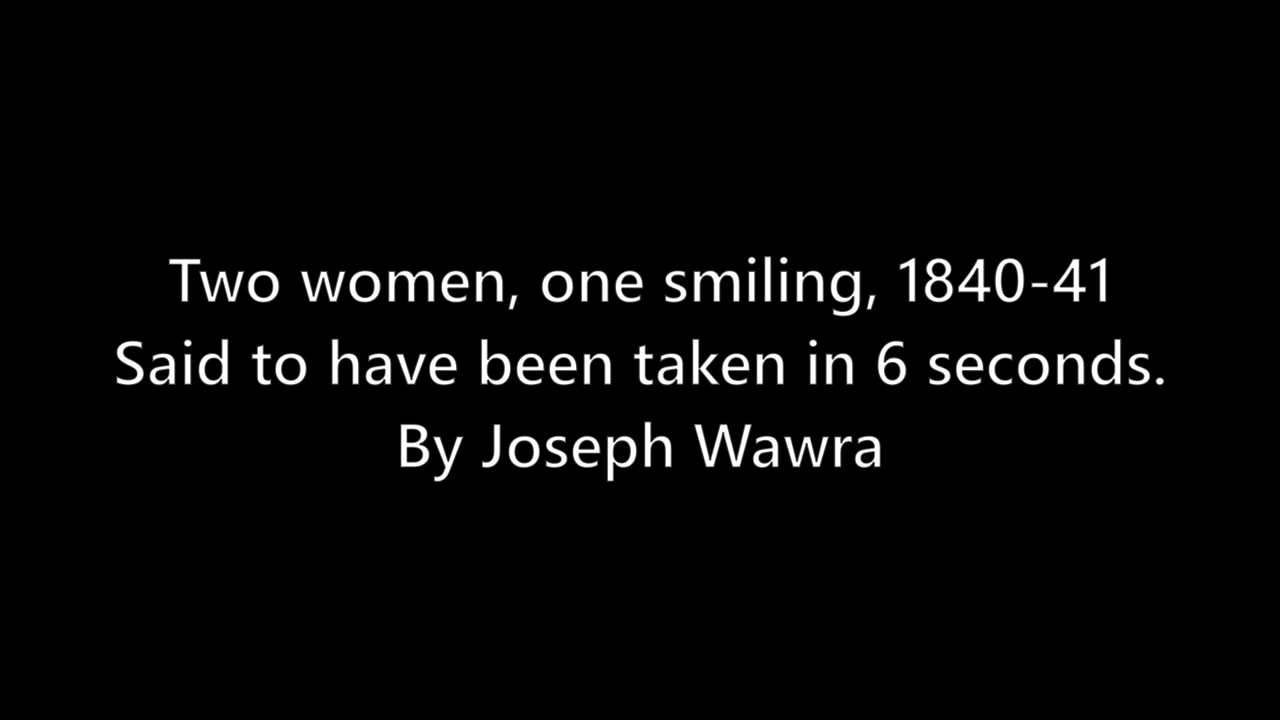 Two women, one smiling, 1840-41
Said to have been taken in 6 seconds.
By Joseph Wawra